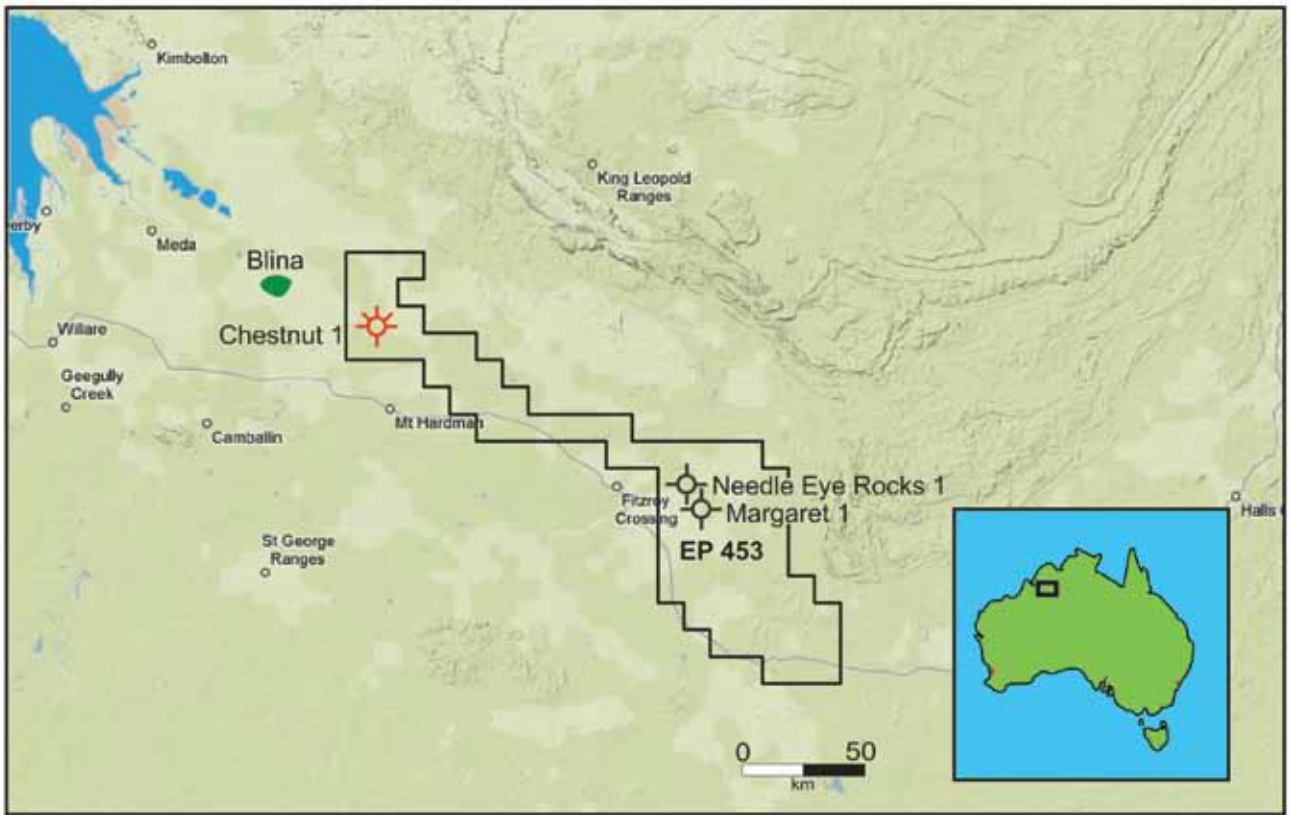 Kimbolton
King Leopold
Ranges
erby
Meda
Blina
Chestnut 1
Willare
Geegully
Creek
Mt Hardman
Camballin
Needle Eye Rocks 1
Fitzroy
Crossing
Margaret 1
Halls
EP 453
St George
Ranges
0 50
km